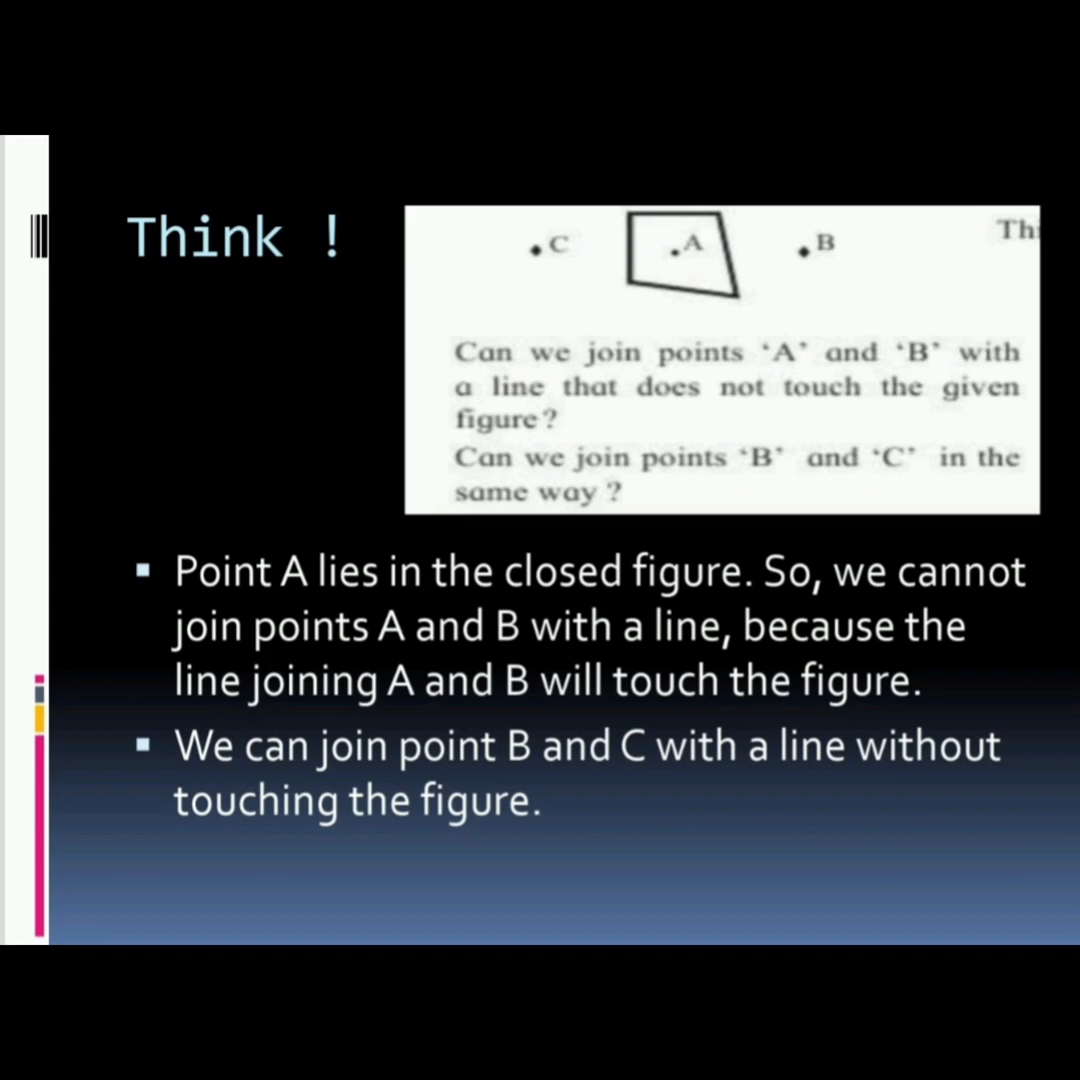 Think !
C
A
B
Thi
Can we join points ‘A’ and ‘B’ with
a line that does not touch the given
figure ?
Can we join points ‘B’ and ‘C’ in the
same way ?
▪ Point A lies in the closed figure. So, we cannot
join points A and B with a line, because the
line joining A and B will touch the figure.
▪ We can join point B and C with a line without
touching the figure.